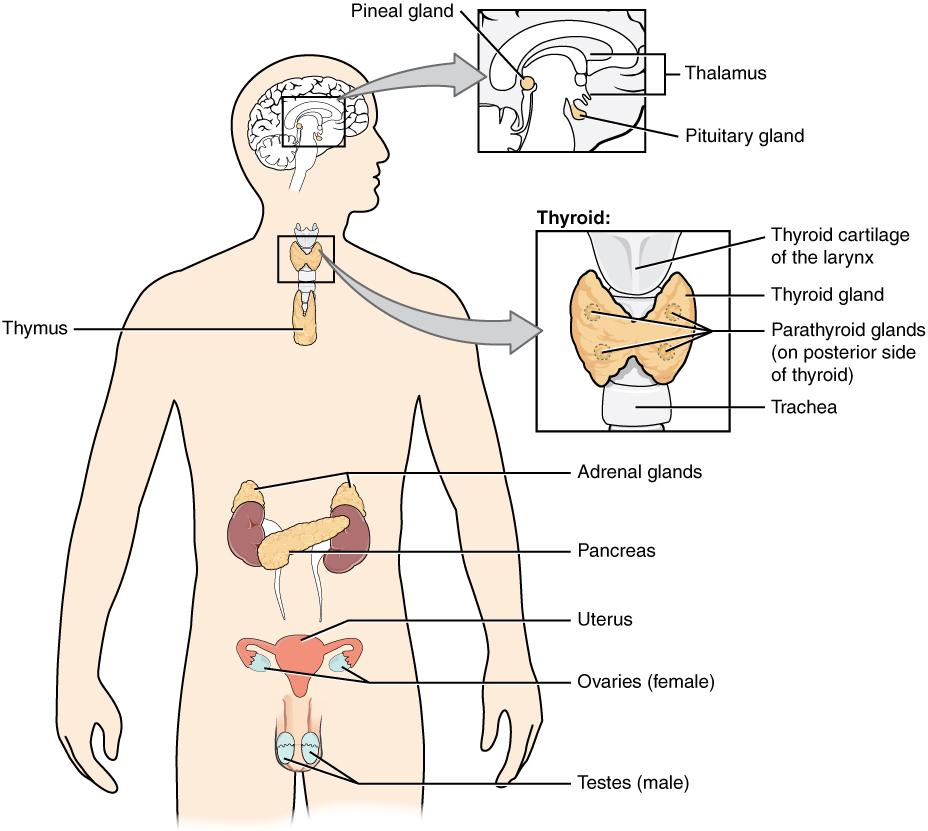 Pineal gland
Thalamus
Pituitary gland
Thyroid:
Thyroid cartilage
of the larynx
Thyroid gland
Parathyroid glands
(on posterior side
of thyroid)
Trachea
Thymus
Adrenal glands
Pancreas
Uterus
Ovaries (female)
Testes (male)